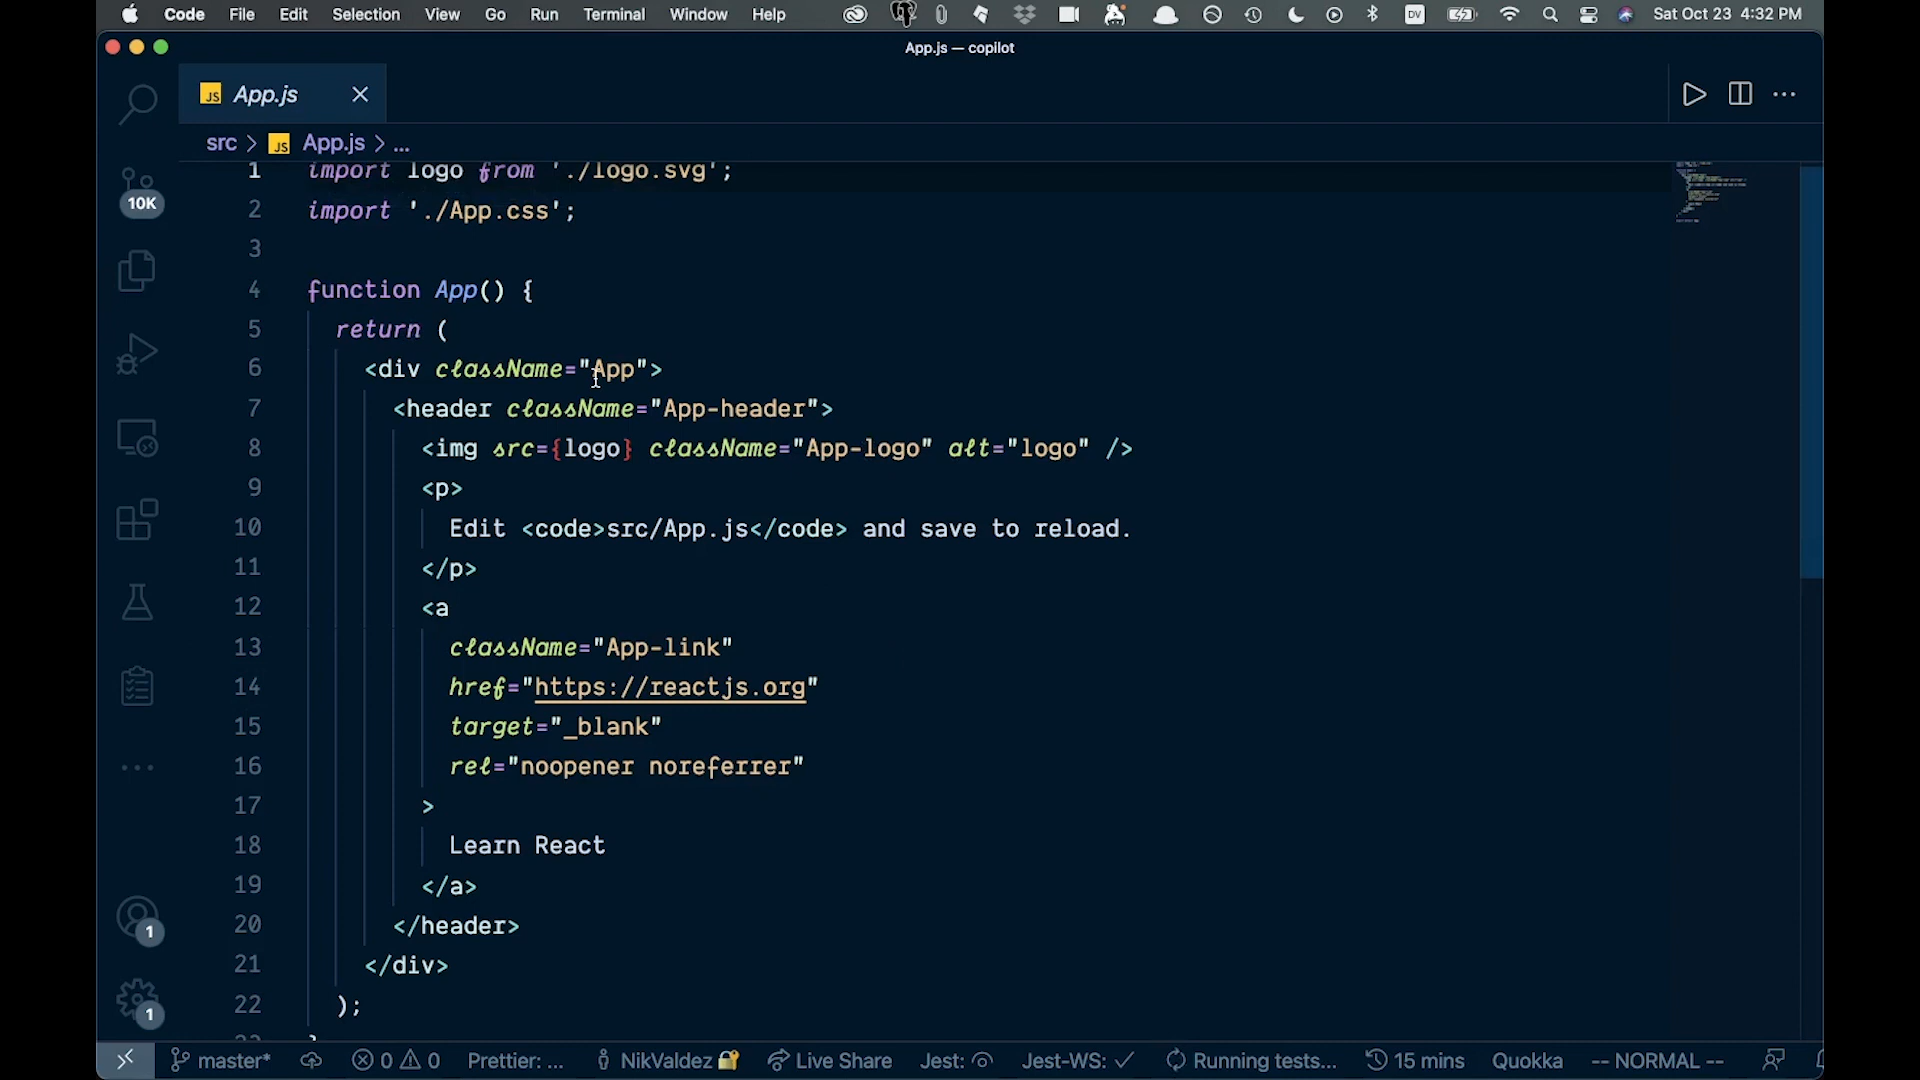 Code File Edit Selection View Go Run Terminal Window Help DV Sat Oct 23 4:32 PM
App.js — copilot
JS App.js
src > JS App.js > ...
10K
1 import logo from './logo.svg';
2 import './App.css';
3
4 function App() {
5 return (
6 <div className="App">
7 <header className="App-header">
8 <img src={logo} className="App-logo" alt="logo" />
9 <p>
10 Edit <code>src/App.js</code> and save to reload.
11 </p>
12 <a
13 className="App-link"
14 href="https://reactjs.org"
15 target="_blank"
16 rel="noopener noreferrer"
17 >
18 Learn React
19 </a>
20 </header>
21 </div>
22 );
1
1
master* 0 0 Prettier: ... NikValdez Live Share Jest: Jest-WS: Running tests... 15 mins Quokka -- NORMAL --